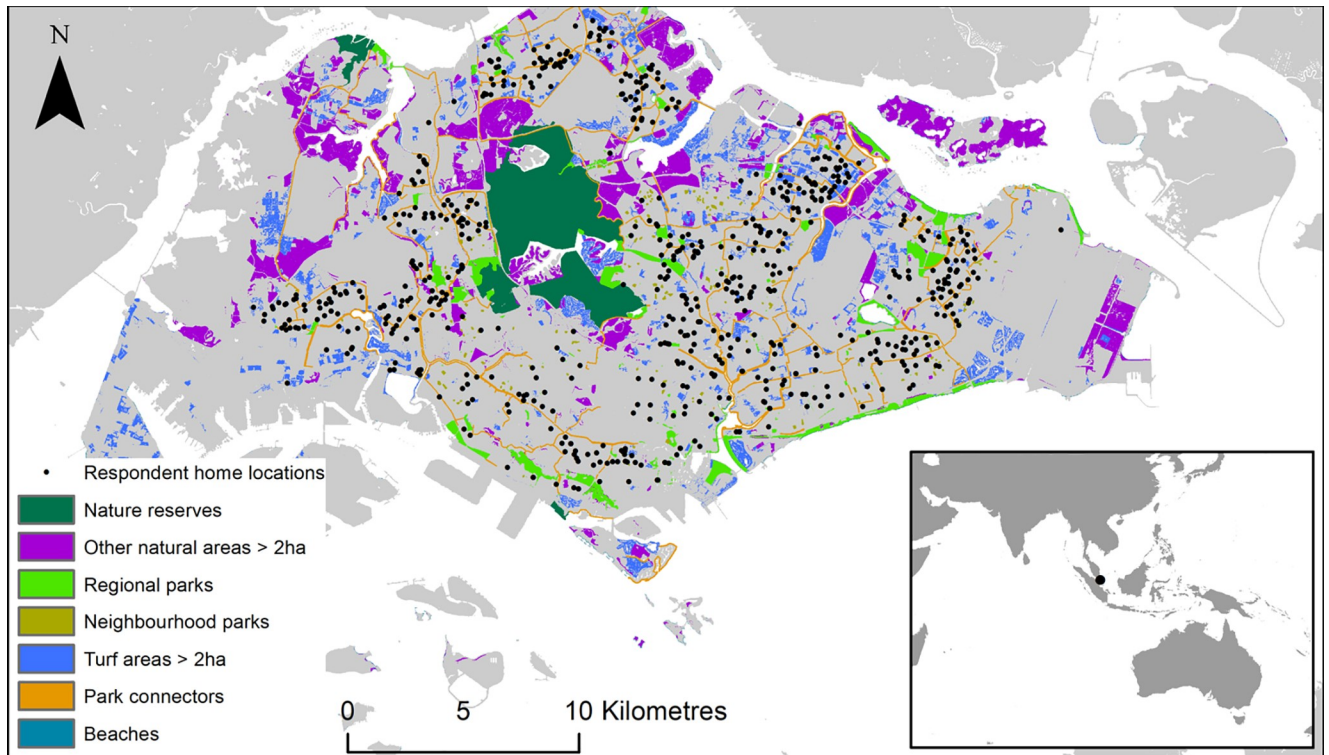 N
Respondent home locations
Nature reserves
Other natural areas > 2ha
Regional parks
Neighbourhood parks
Turf areas > 2ha
Park connectors
Beaches
0 5 10 Kilometres